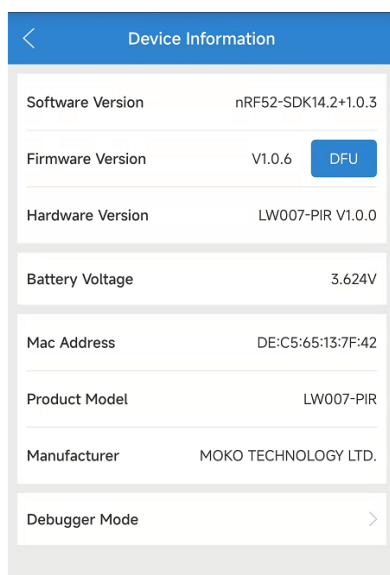 Device Information
Software Version nRF52-SDK14.2+1.0.3
Firmware Version V1.0.6 DFU
Hardware Version LW007-PIR V1.0.0
Battery Voltage 3.624V
Mac Address DE:C5:65:13:7F:42
Product Model LW007-PIR
Manufacturer MOKO TECHNOLOGY LTD.
Debugger Mode